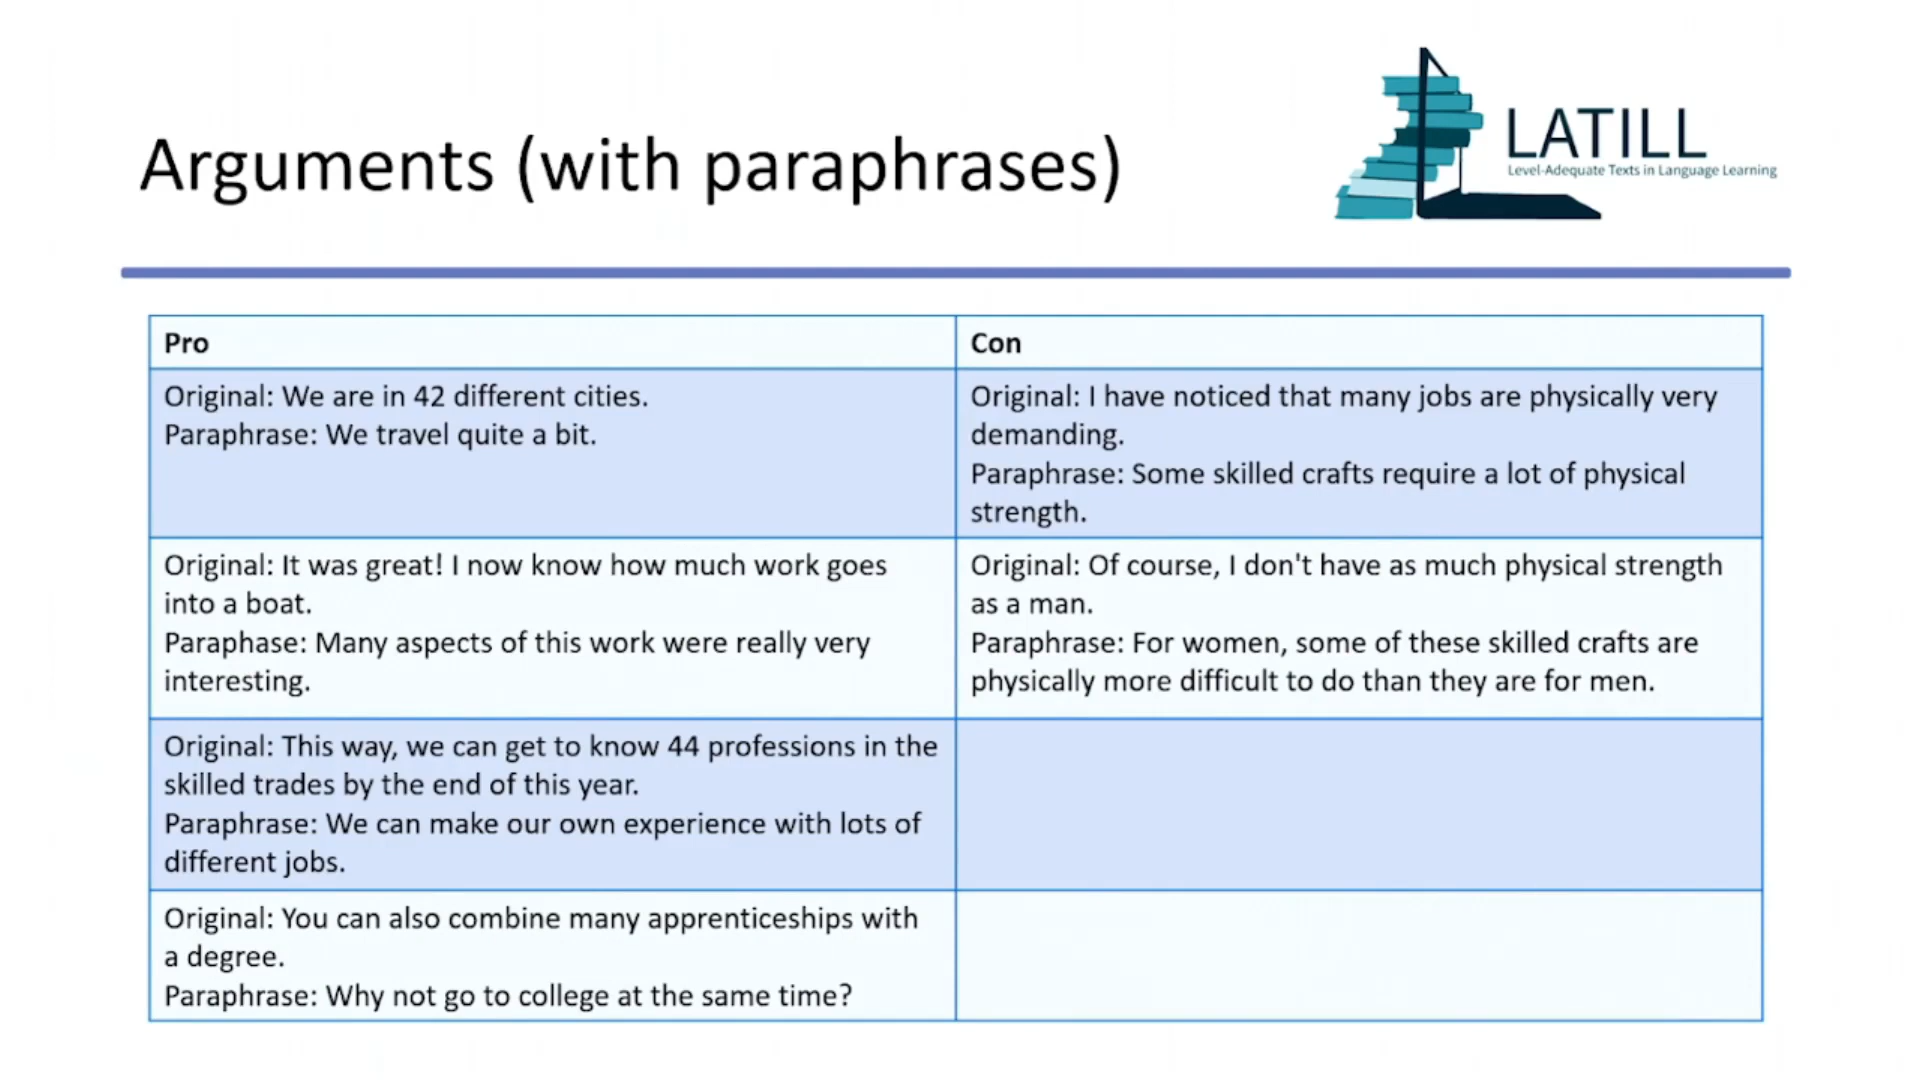 Arguments (with paraphrases)
LATILL
Level-Adequate Texts in Language Learning
Pro
Con
Original: We are in 42 different cities.
Paraphrase: We travel quite a bit.
Original: I have noticed that many jobs are physically very
demanding.
Paraphrase: Some skilled crafts require a lot of physical
strength.
Original: It was great! I now know how much work goes
into a boat.
Paraphase: Many aspects of this work were really very
interesting.
Original: Of course, I don't have as much physical strength
as a man.
Paraphrase: For women, some of these skilled crafts are
physically more difficult to do than they are for men.
Original: This way, we can get to know 44 professions in the
skilled trades by the end of this year.
Paraphrase: We can make our own experience with lots of
different jobs.
Original: You can also combine many apprenticeships with
a degree.
Paraphrase: Why not go to college at the same time?